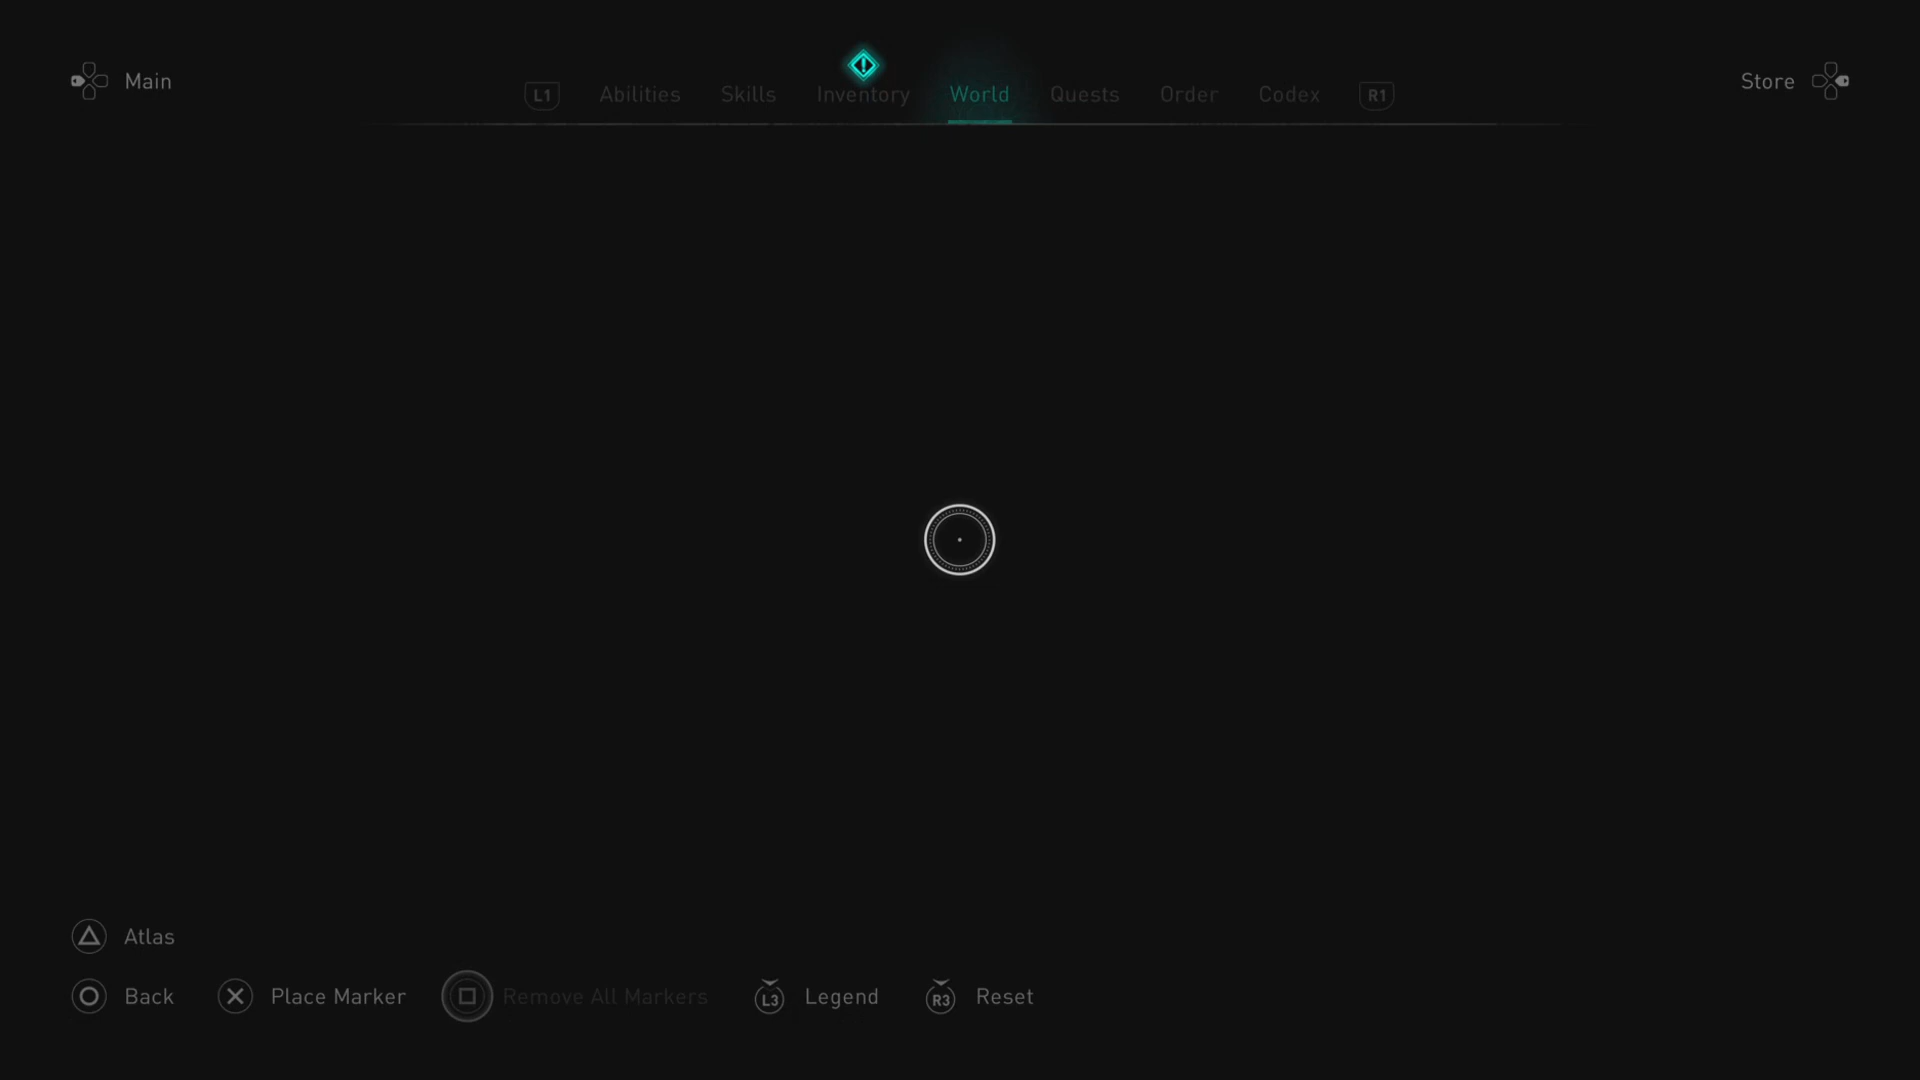 Main
L1 Abilities Skills Inventory World Quests Order Codex R1
Store
Atlas
Back Place Marker Remove All Markers L3 Legend R3 Reset